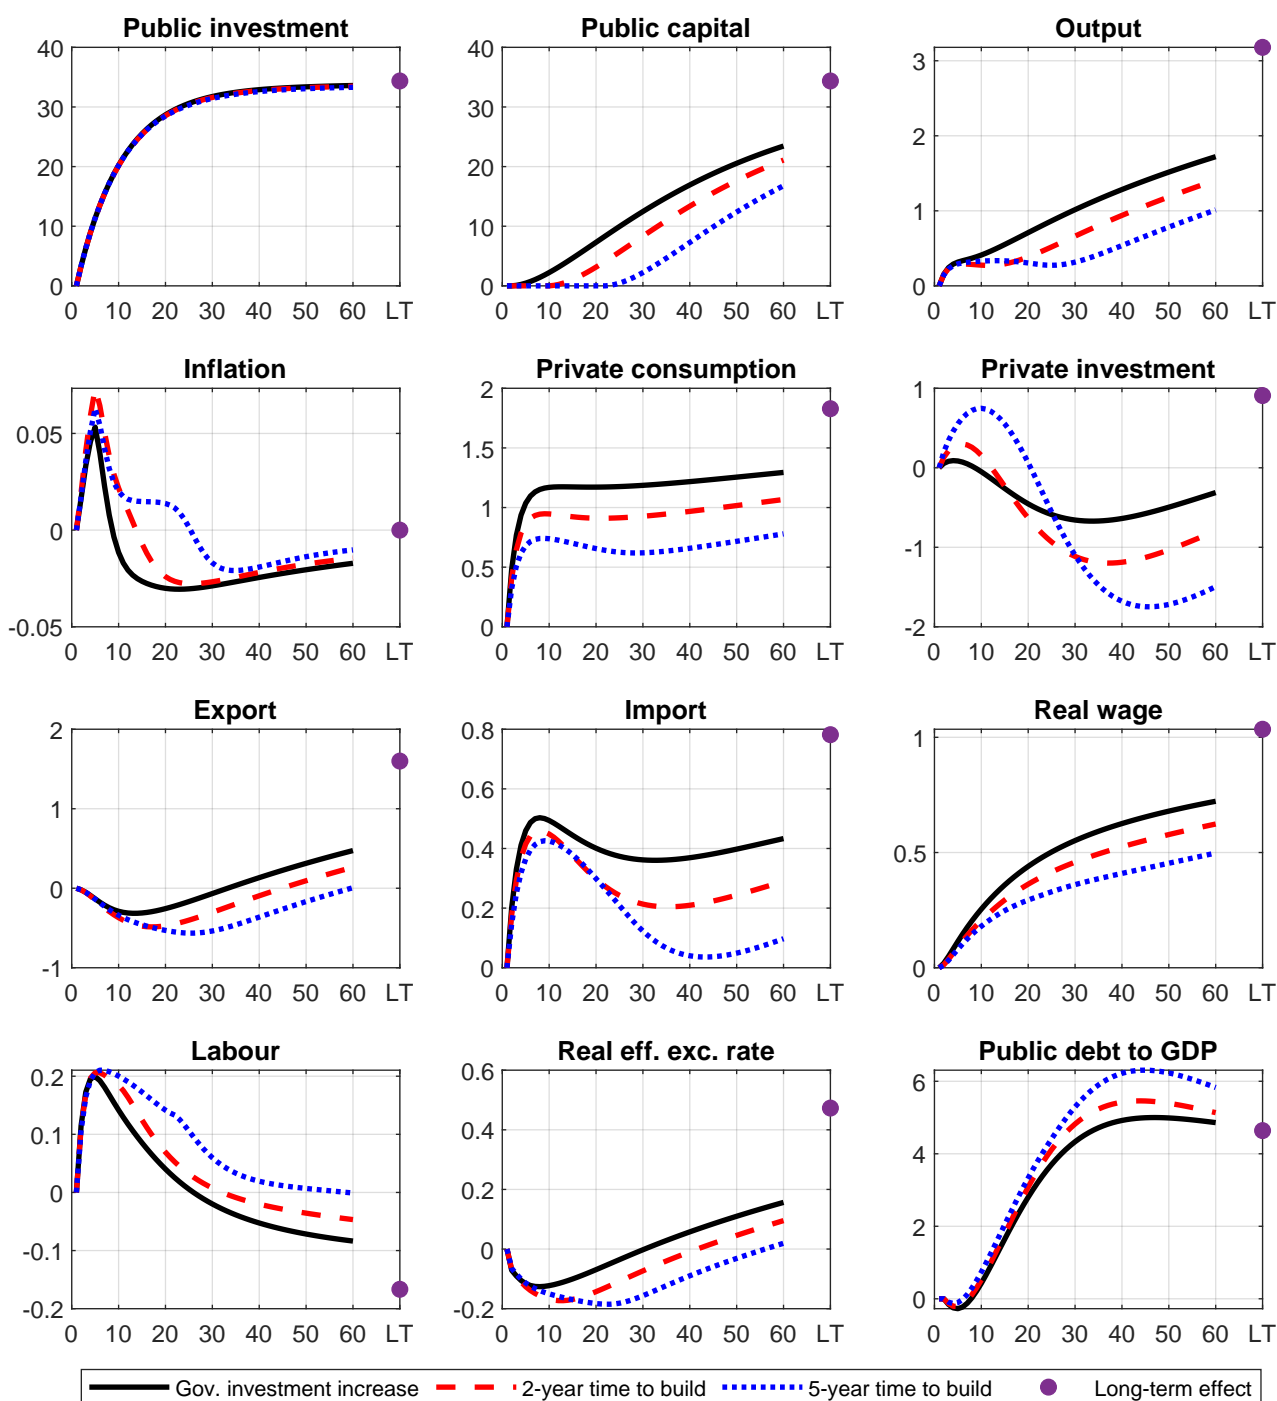 Public investment
Public capital
Output
40
30
20
10
0
0 10 20 30 40 50 60 LT
40
30
20
10
0
0 10 20 30 40 50 60 LT
3
2
1
0
0 10 20 30 40 50 60 LT
Inflation
Private consumption
Private investment
0.05
0
-0.05
0 10 20 30 40 50 60 LT
2
1.5
1
0.5
0
0 10 20 30 40 50 60 LT
1
0
-1
-2
0 10 20 30 40 50 60 LT
Export
Import
Real wage
2
1
0
-1
0 10 20 30 40 50 60 LT
0.8
0.6
0.4
0.2
0
0 10 20 30 40 50 60 LT
1
0.5
0
0 10 20 30 40 50 60 LT
Labour
Real eff. exc. rate
Public debt to GDP
0.2
0.1
0
-0.1
-0.2
0 10 20 30 40 50 60 LT
0.6
0.4
0.2
0
-0.2
0 10 20 30 40 50 60 LT
6
4
2
0
0 10 20 30 40 50 60 LT
Gov. investment increase 2-year time to build 5-year time to build Long-term effect